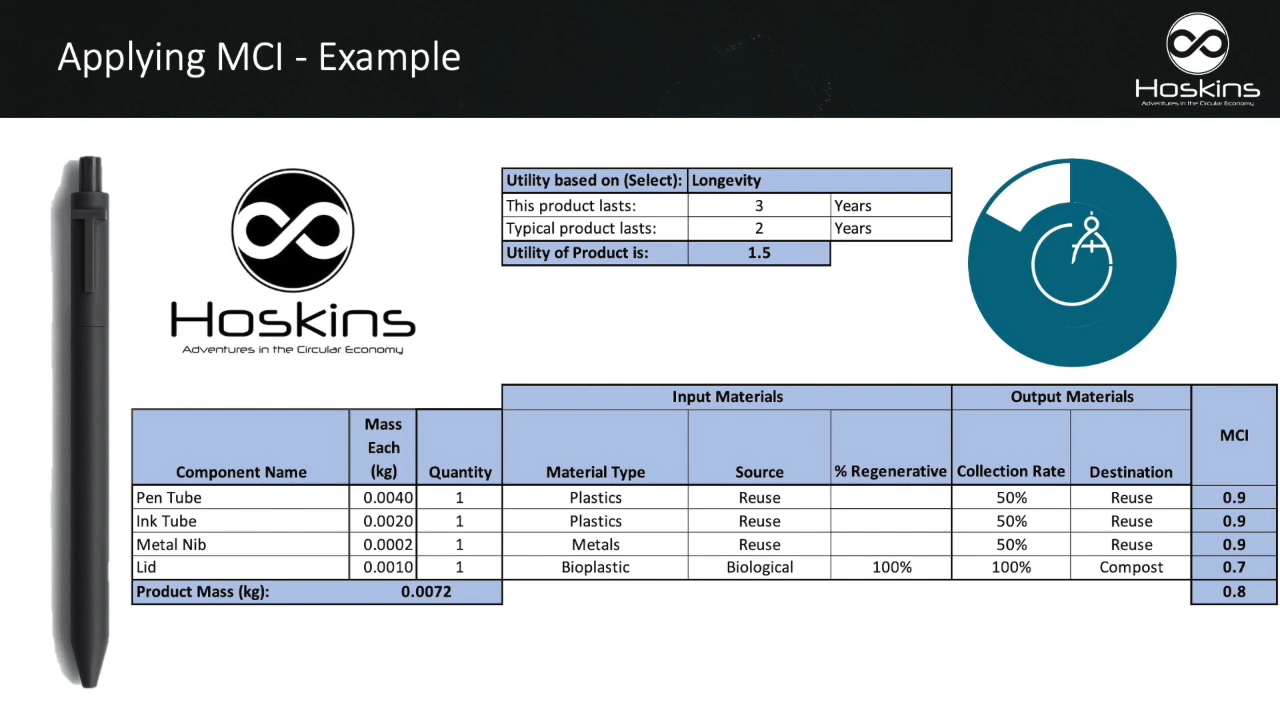 Applying MCI - Example
Hoskins
Adventures in the Circular Economy
Hoskins
Adventures in the Circular Economy
Utility based on (Select): Longevity
This product lasts: 3 Years
Typical product lasts: 2 Years
Utility of Product is: 1.5
Input Materials Output Materials
Component Name Mass Each (kg) Quantity Material Type Source % Regenerative Collection Rate Destination MCI
Pen Tube 0.0040 1 Plastics Reuse 50% Reuse 0.9
Ink Tube 0.0020 1 Plastics Reuse 50% Reuse 0.9
Metal Nib 0.0002 1 Metals Reuse 50% Reuse 0.9
Lid 0.0010 1 Bioplastic Biological 100% 100% Compost 0.7
Product Mass (kg): 0.0072 0.8